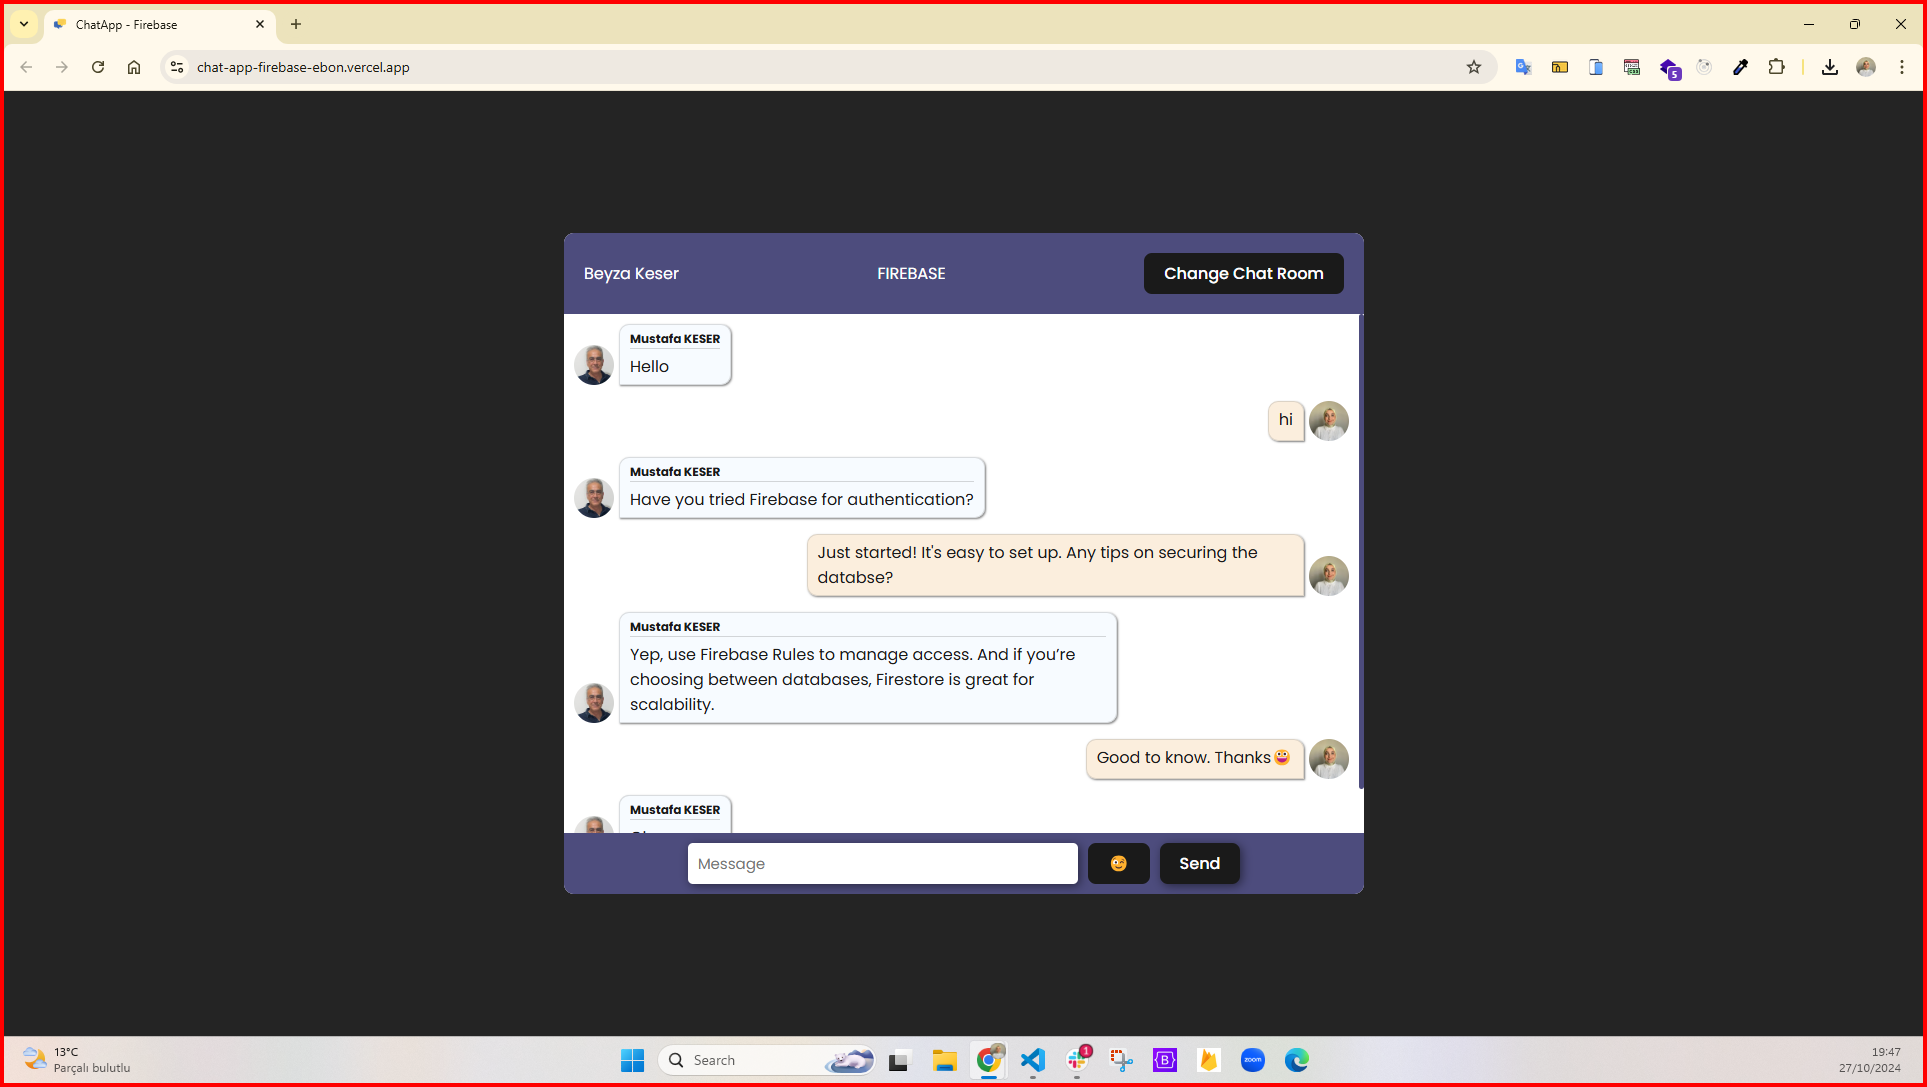 ChatApp - Firebase
chat-app-firebase-ebon.vercel.app
5
Beyza Keser
FIREBASE
Change Chat Room
Mustafa KESER
Hello
hi
Mustafa KESER
Have you tried Firebase for authentication?
Just started! It's easy to set up. Any tips on securing the
databse?
Mustafa KESER
Yep, use Firebase Rules to manage access. And if you’re
choosing between databases, Firestore is great for
scalability.
Good to know. Thanks😀
Mustafa KESER
Message
😉
Send
13°C
Parçalı bulutlu
Search
1
B
zoom
19:47
27/10/2024